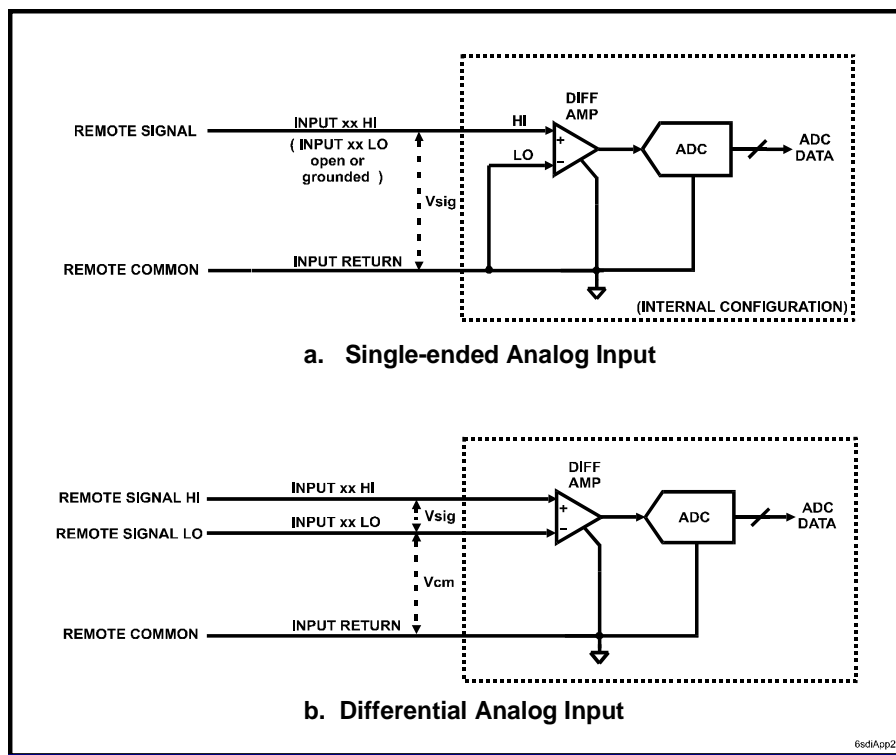 DIFF
AMP
REMOTE SIGNAL
INPUT xx HI
( INPUT xx LO
open or
grounded )
HI
LO
+
−
ADC
ADC
DATA
Vsig
REMOTE COMMON
INPUT RETURN
(INTERNAL CONFIGURATION)
a. Single-ended Analog Input
DIFF
AMP
REMOTE SIGNAL HI
INPUT xx HI
Vsig
REMOTE SIGNAL LO
INPUT xx LO
+
−
ADC
ADC
DATA
Vcm
REMOTE COMMON
INPUT RETURN
b. Differential Analog Input
6sdiApp2